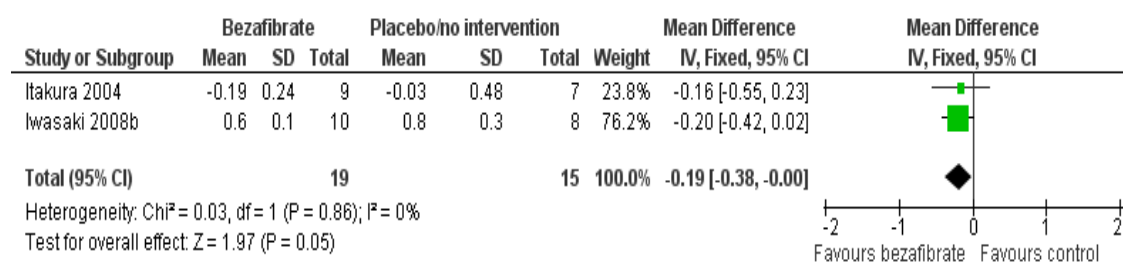 Bezafibrate Placebo/no intervention Mean Difference Mean Difference
Study or Subgroup Mean SD Total Mean SD Total Weight IV, Fixed, 95% CI IV, Fixed, 95% CI
Itakura 2004 -0.19 0.24 9 -0.03 0.48 7 23.8% -0.16 [-0.55, 0.23]
Iwasaki 2008b 0.6 0.1 10 0.8 0.3 8 76.2% -0.20 [-0.42, 0.02]
Total (95% CI) 19 15 100.0% -0.19 [-0.38, -0.00]
Heterogeneity: Chi² = 0.03, df = 1 (P = 0.86); I² = 0%
Test for overall effect: Z = 1.97 (P = 0.05)
-2 -1 0 1 2
Favours bezafibrate Favours control